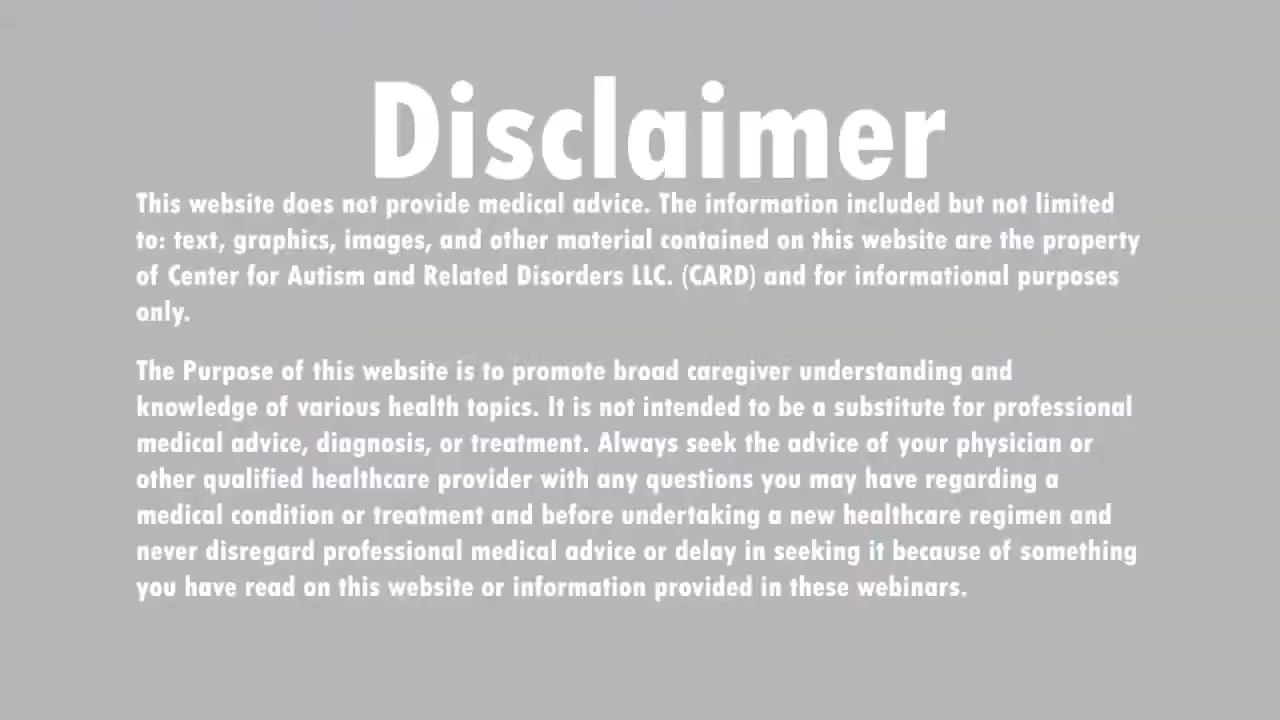 Disclaimer
This website does not provide medical advice. The information included but not limited
to: text, graphics, images, and other material contained on this website are the property
of Center for Autism and Related Disorders LLC. (CARD) and for informational purposes
only.
The Purpose of this website is to promote broad caregiver understanding and
knowledge of various health topics. It is not intended to be a substitute for professional
medical advice, diagnosis, or treatment. Always seek the advice of your physician or
other qualified healthcare provider with any questions you may have regarding a
medical condition or treatment and before undertaking a new healthcare regimen and
never disregard professional medical advice or delay in seeking it because of something
you have read on this website or information provided in these webinars.